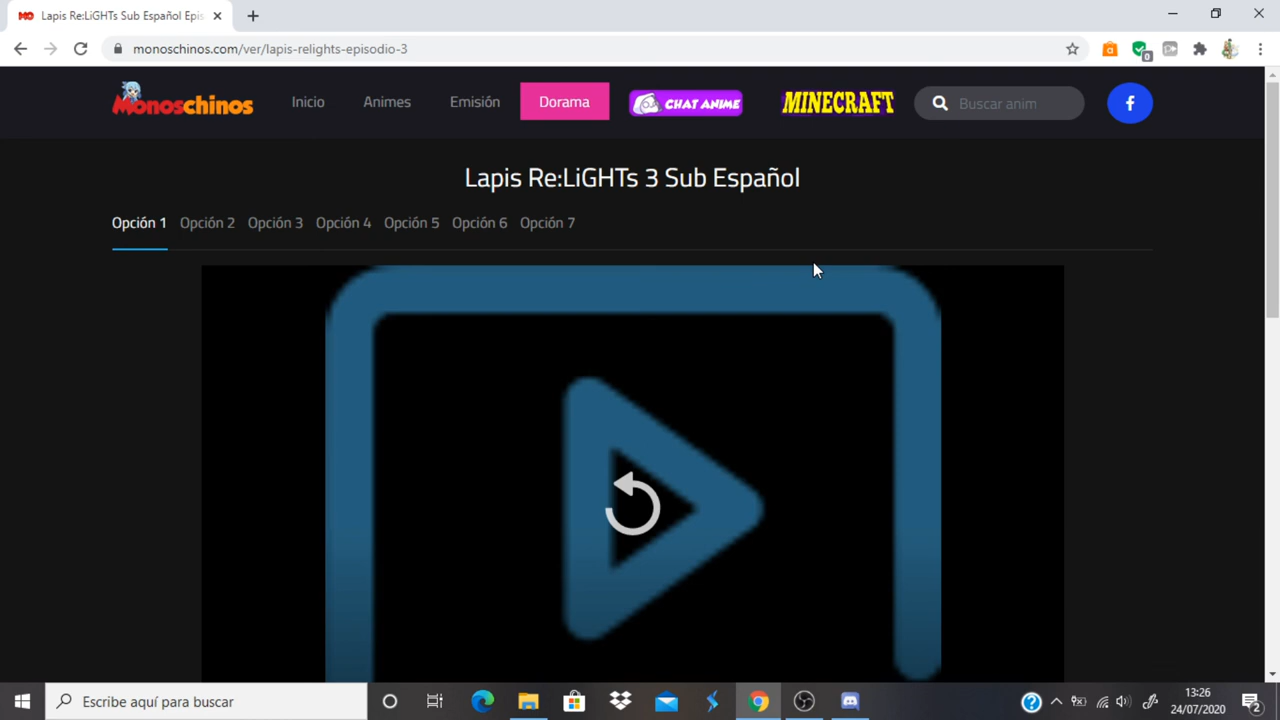 Lapis Re:LiGHTs Sub Español Epis
monoschinos.com/ver/lapis-relights-episodio-3
0
Monoschinos
Inicio
Animes
Emisión
Dorama
CHAT ANIME
MINECRAFT
Buscar anim
f
Lapis Re:LiGHTs 3 Sub Español
Opción 1
Opción 2
Opción 3
Opción 4
Opción 5
Opción 6
Opción 7
Escribe aquí para buscar
13:26
24/07/2020
2